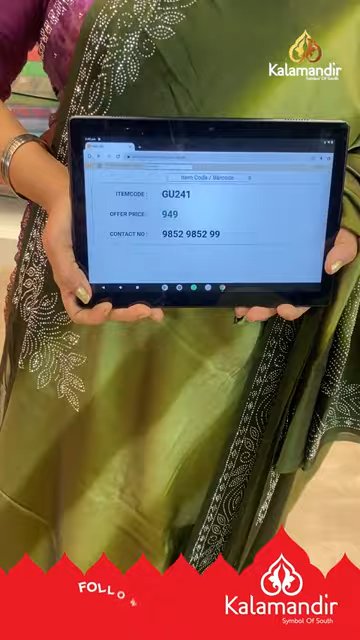 Kalamandir
Symbol Of South
Item Code / Barcode
ITEMCODE : GU241
OFFER PRICE: 949
CONTACT NO : 9852 9852 99
FOLLO
Kalamandir
Symbol Of South